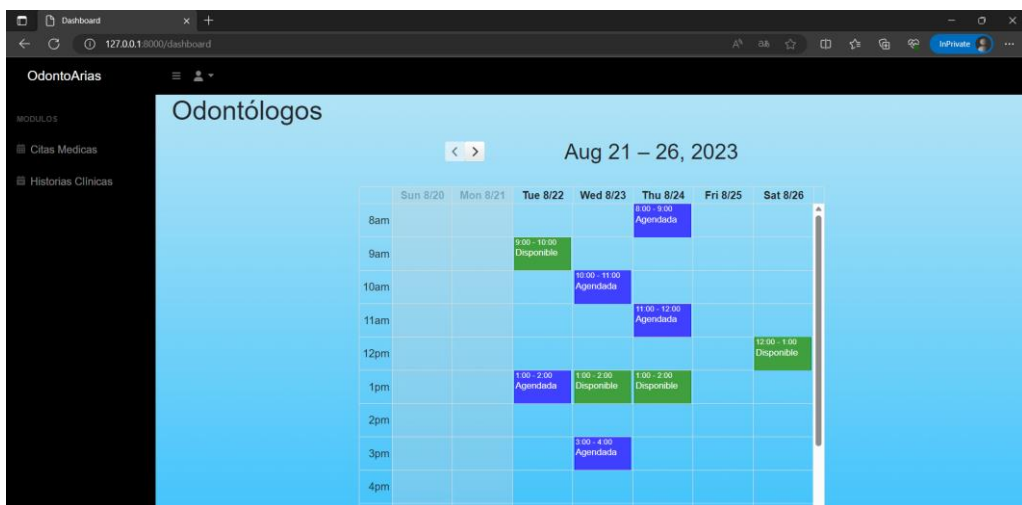 Dashboard
127.0.0.1:8000/dashboard
InPrivate
OdontoArias
MODULOS
Citas Medicas
Historias Clínicas
Odontólogos
Aug 21 – 26, 2023
Sun 8/20 Mon 8/21 Tue 8/22 Wed 8/23 Thu 8/24 Fri 8/25 Sat 8/26
8am
8:00 - 9:00
Agendada
9am
9:00 - 10:00
Disponible
10am
10:00 - 11:00
Agendada
11am
11:00 - 12:00
Agendada
12pm
12:00 - 1:00
Disponible
1pm
1:00 - 2:00
Agendada
1:00 - 2:00
Disponible
1:00 - 2:00
Disponible
2pm
3pm
3:00 - 4:00
Agendada
4pm